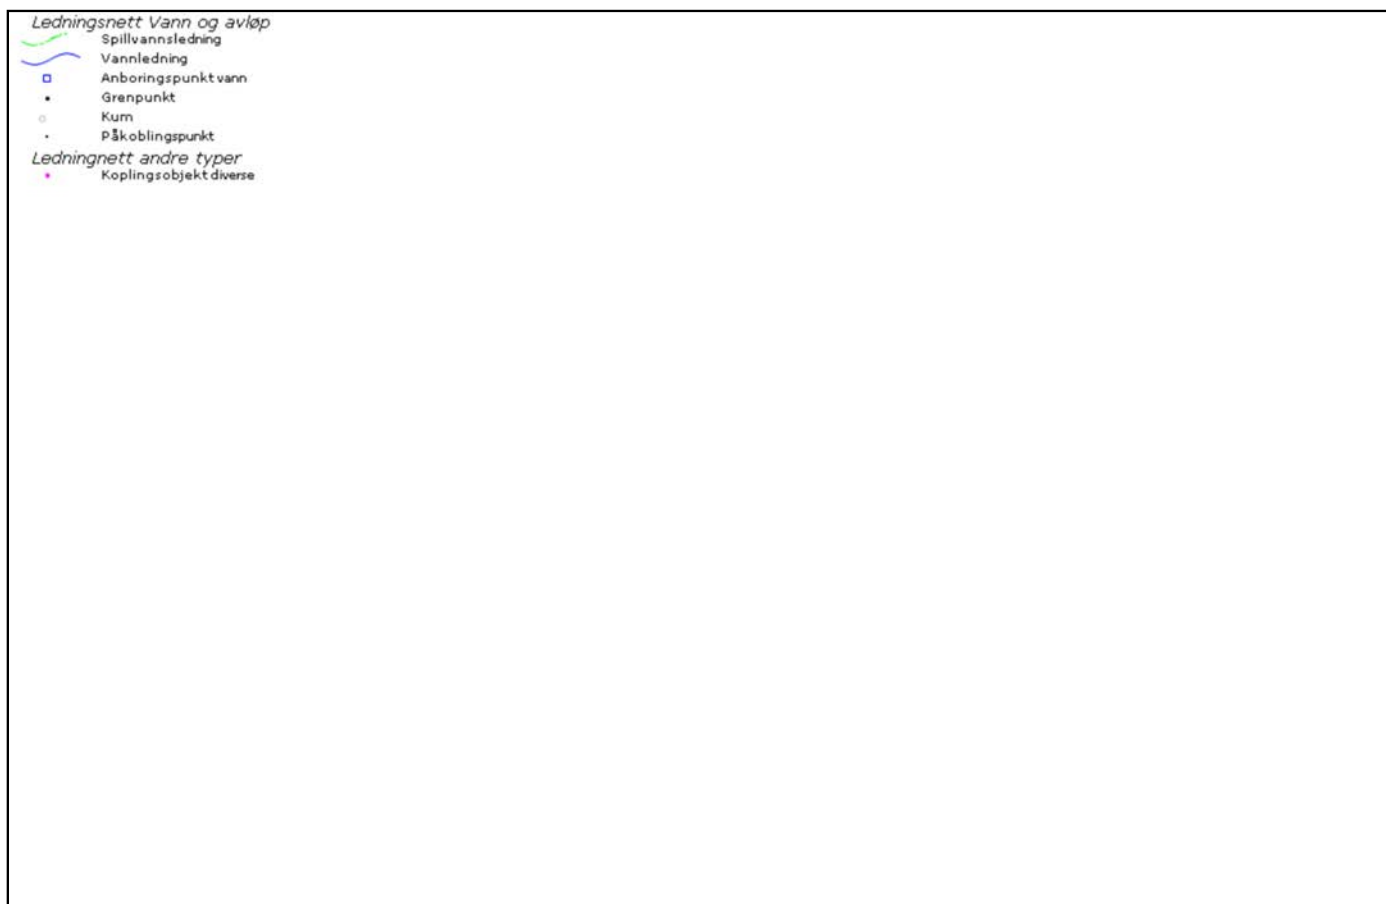 Ledningsnett Vann og avløp
Spillvannsledning
Vannledning
Anboringspunkt vann
Grenpunkt
Kum
Påkoblingspunkt
Ledningnett andre typer
Koplingsobjekt diverse